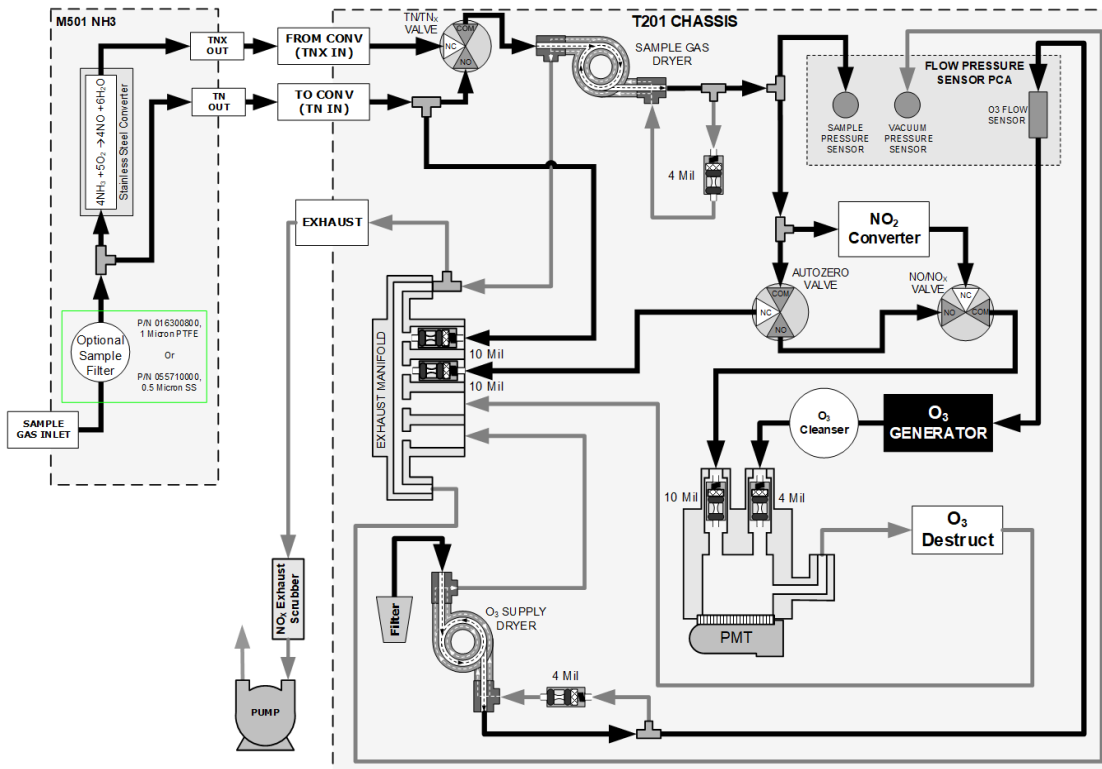 M501 NH3
T201 CHASSIS
TNX
OUT
FROM CONV
(TNX IN)
TN/TNX
VALVE
COM
NC
NO
SAMPLE GAS
DRYER
FLOW PRESSURE
SENSOR PCA
SAMPLE
PRESSURE
SENSOR
VACUUM
PRESSURE
SENSOR
O3 FLOW
SENSOR
TN
OUT
TO CONV
(TN IN)
4NH3 +5O2 →4NO +6H2O
Stainless Steel Converter
4 Mil
EXHAUST
NO2
Converter
AUTOZERO
VALVE
COM
NC
NO
NO/NOX
VALVE
NC
NO
COM
Optional
Sample
Filter
P/N 016300800,
1 Micron PTFE
Or
P/N 055710000,
0.5 Micron SS
SAMPLE
GAS INLET
EXHAUST MANIFOLD
10 Mil
10 Mil
O3
Cleanser
O3
GENERATOR
10 Mil
4 Mil
O3
Destruct
PMT
NOX Exhaust
Scrubber
Filter
O3 SUPPLY
DRYER
4 Mil
PUMP